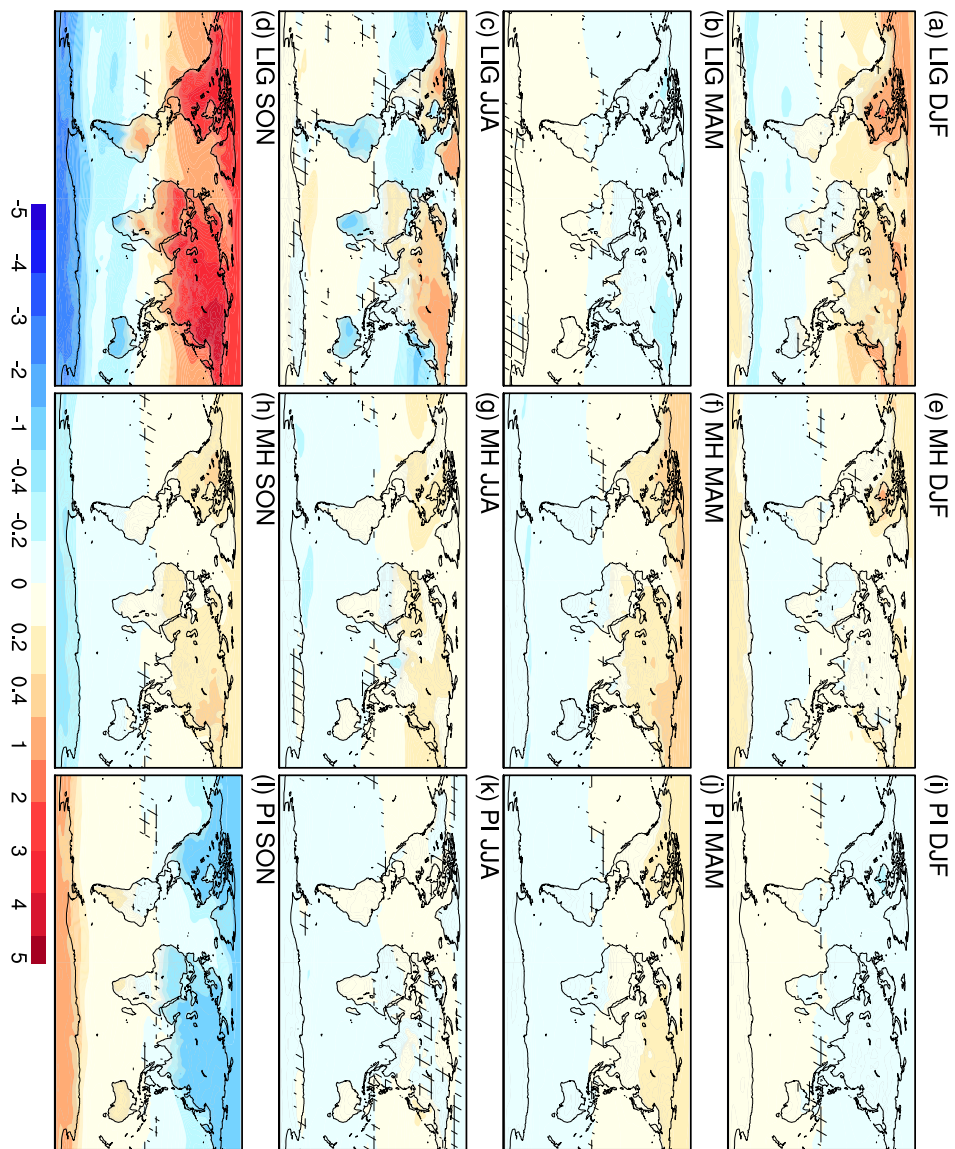 (a) LIG DJF
(e) MH DJF
(i) PI DJF
(b) LIG MAM
(f) MH MAM
(j) PI MAM
(c) LIG JJA
(g) MH JJA
(k) PI JJA
(d) LIG SON
(h) MH SON
(l) PI SON
-5 -4 -3 -2 -1 -0.4 -0.2 0 0.2 0.4 1 2 3 4 5